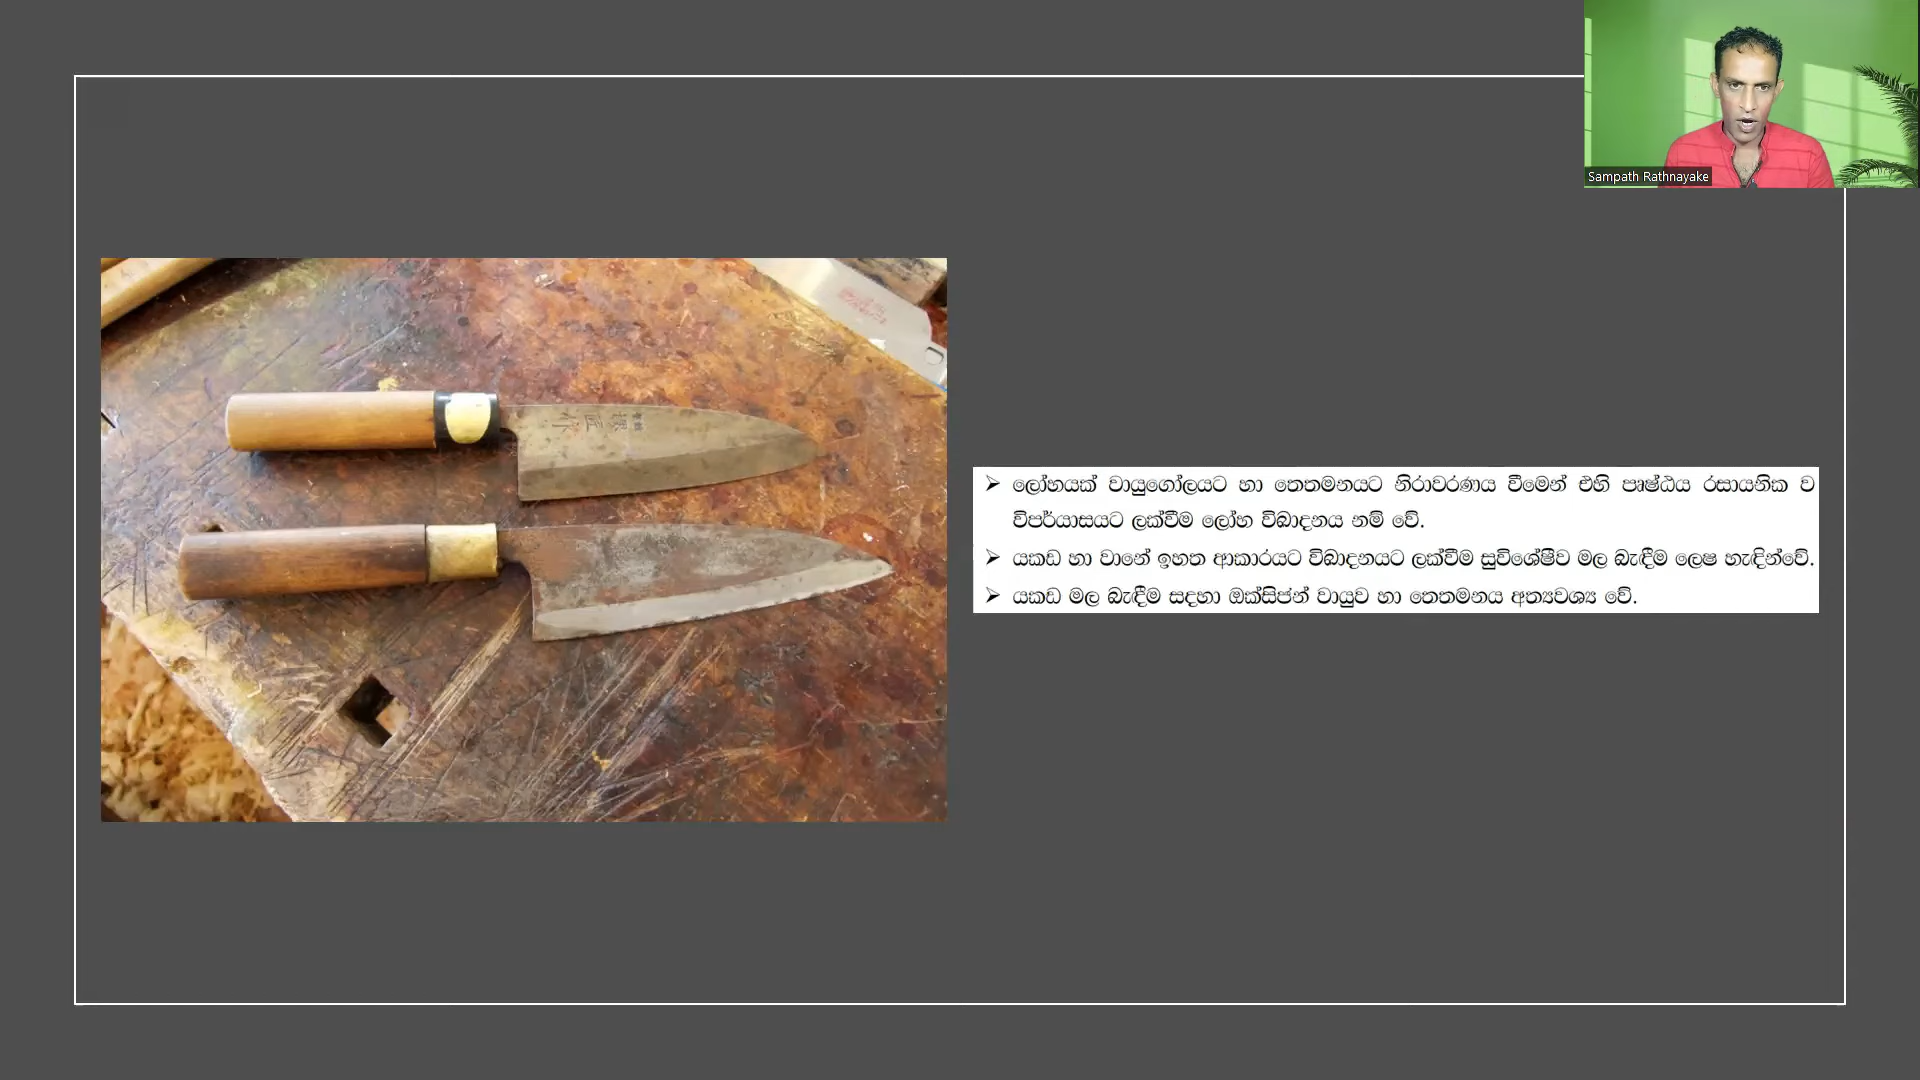 Sampath Rathnayake
➢ ලෝහයක් වායුගෝලයට හා තෙතමනයට නිරාවරණය වීමෙන් එහි පෘෂ්ඨය රසායනික ව
විපර්යාසයට ලක්වීම ලෝහ විඛාදනය නම් වේ.
➢ යකඩ හා වානේ ඉහත ආකාරයට විඛාදනයට ලක්වීම සුවිශේෂීව මල බැඳීම ලෙෂ හැඳින්වේ.
➢ යකඩ මල බැඳීම සදහා ඔක්සිජන් වායුව හා තෙතමනය අත්‍යවශ්‍ය වේ.